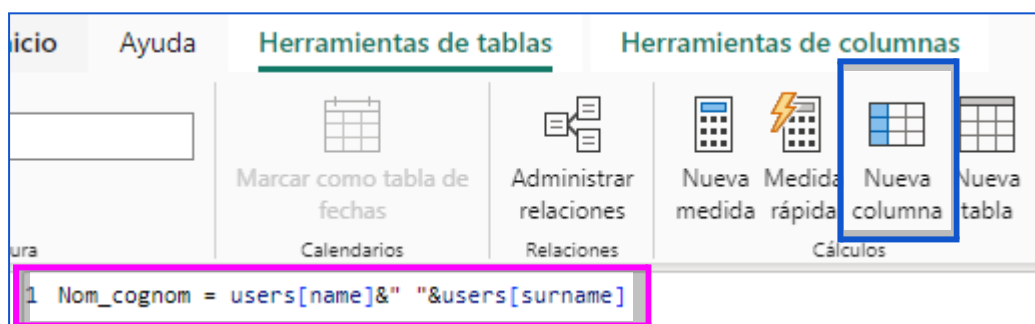 icio Ayuda Herramientas de tablas Herramientas de columnas
Marcar como tabla de fechas
Administrar relaciones
Nueva medida
Medida rápida
Nueva columna
Nueva tabla
ura Calendarios Relaciones Cálculos
1 Nom_cognom = users[name]&" "&users[surname]